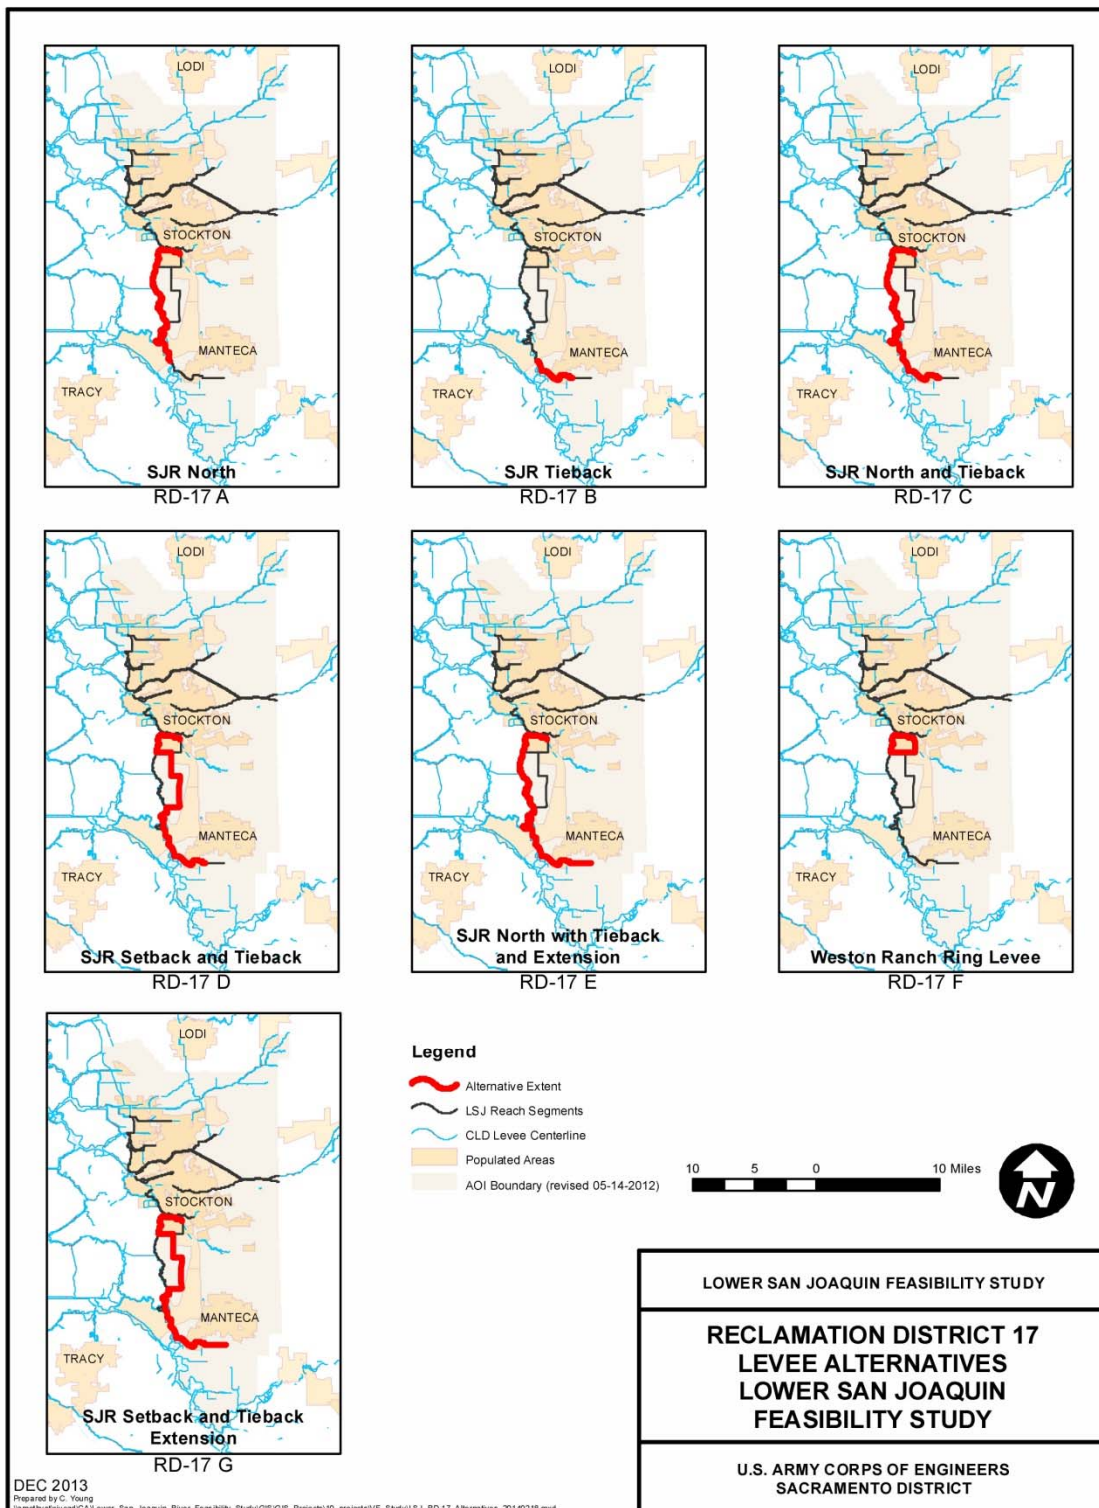 LODI
STOCKTON
MANTECA
TRACY
SJR North
RD-17 A
LODI
STOCKTON
MANTECA
TRACY
SJR Tieback
RD-17 B
LODI
STOCKTON
MANTECA
TRACY
SJR North and Tieback
RD-17 C
LODI
STOCKTON
MANTECA
TRACY
SJR Setback and Tieback
RD-17 D
LODI
STOCKTON
MANTECA
TRACY
SJR North with Tieback
and Extension
RD-17 E
LODI
STOCKTON
MANTECA
TRACY
Weston Ranch Ring Levee
RD-17 F
LODI
STOCKTON
MANTECA
TRACY
SJR Setback and Tieback
Extension
RD-17 G
Legend
Alternative Extent
LSJ Reach Segments
CLD Levee Centerline
Populated Areas
AOI Boundary (revised 05-14-2012)
10 5 0 10 Miles
N
LOWER SAN JOAQUIN FEASIBILITY STUDY
RECLAMATION DISTRICT 17
LEVEE ALTERNATIVES
LOWER SAN JOAQUIN
FEASIBILITY STUDY
U.S. ARMY CORPS OF ENGINEERS
SACRAMENTO DISTRICT
DEC 2013
Prepared by C. Young